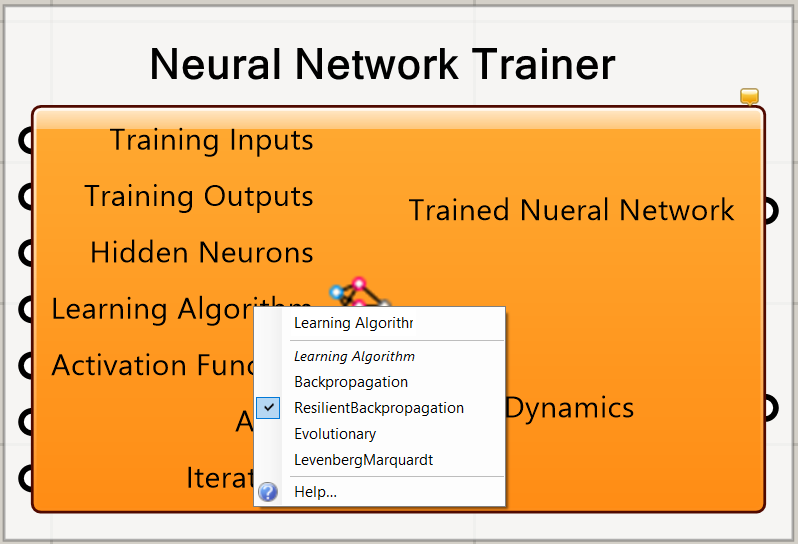 Neural Network Trainer
Training Inputs
Training Outputs
Hidden Neurons
Learning Algorithm
Activation Func
Iterat
Trained Nueral Network
Dynamics
Learning Algorithm
Learning Algorithm
Backpropagation
ResilientBackpropagation
Evolutionary
LevenbergMarquardt
Help...